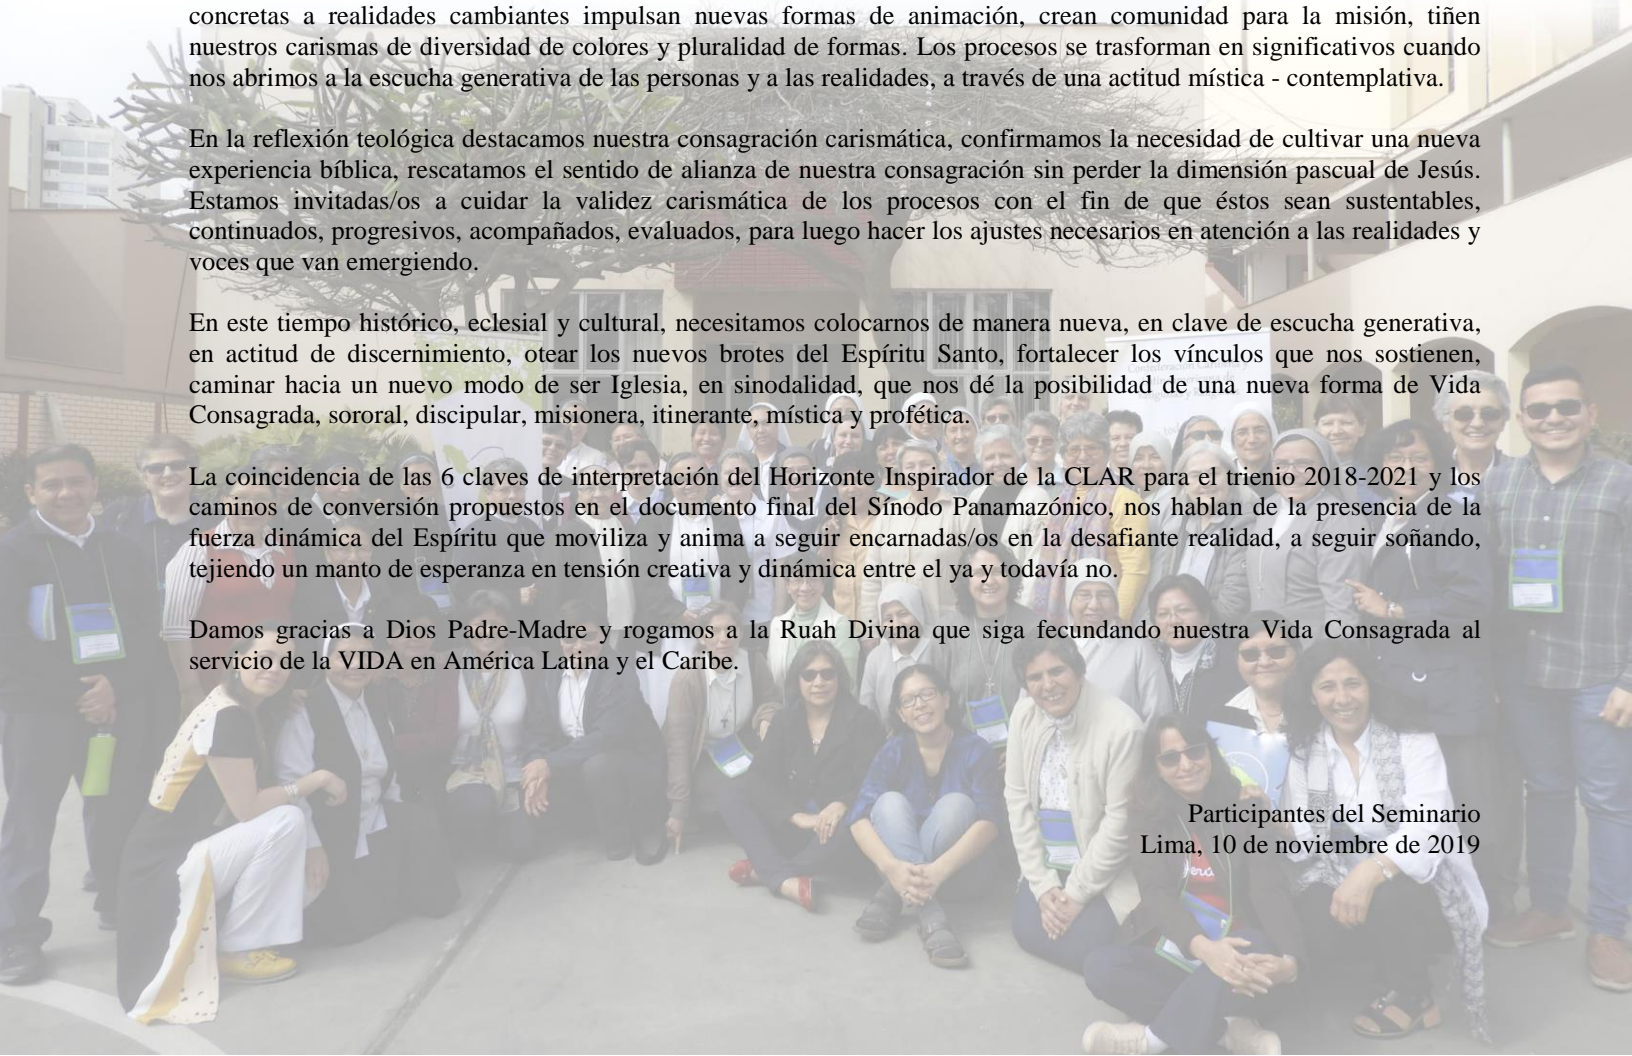 concretas a realidades cambiantes impulsan nuevas formas de animación, crean comunidad para la misión, tiñen
nuestros carismas de diversidad de colores y pluralidad de formas. Los procesos se trasforman en significativos cuando
nos abrimos a la escucha generativa de las personas y a las realidades, a través de una actitud mística - contemplativa.
En la reflexión teológica destacamos nuestra consagración carismática, confirmamos la necesidad de cultivar una nueva
experiencia bíblica, rescatamos el sentido de alianza de nuestra consagración sin perder la dimensión pascual de Jesús.
Estamos invitadas/os a cuidar la validez carismática de los procesos con el fin de que éstos sean sustentables,
continuados, progresivos, acompañados, evaluados, para luego hacer los ajustes necesarios en atención a las realidades y
voces que van emergiendo.
En este tiempo histórico, eclesial y cultural, necesitamos colocarnos de manera nueva, en clave de escucha generativa,
en actitud de discernimiento, otear los nuevos brotes del Espíritu Santo, fortalecer los vínculos que nos sostienen,
caminar hacia un nuevo modo de ser Iglesia, en sinodalidad, que nos dé la posibilidad de una nueva forma de Vida
Consagrada, sororal, discipular, misionera, itinerante, mística y profética.
La coincidencia de las 6 claves de interpretación del Horizonte Inspirador de la CLAR para el trienio 2018-2021 y los
caminos de conversión propuestos en el documento final del Sínodo Panamazónico, nos hablan de la presencia de la
fuerza dinámica del Espíritu que moviliza y anima a seguir encarnadas/os en la desafiante realidad, a seguir soñando,
tejiendo un manto de esperanza en tensión creativa y dinámica entre el ya y todavía no.
Damos gracias a Dios Padre-Madre y rogamos a la Ruah Divina que siga fecundando nuestra Vida Consagrada al
servicio de la VIDA en América Latina y el Caribe.
Participantes del Seminario
Lima, 10 de noviembre de 2019